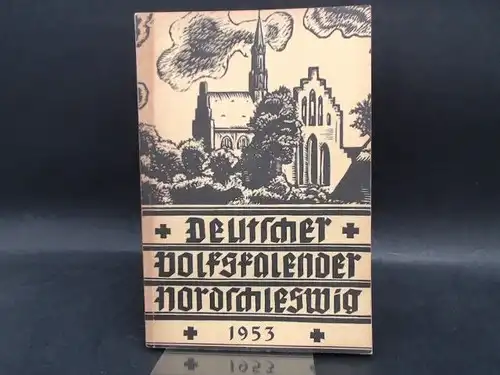 Deutscher
Volkskalender
Nordschleswig
1953